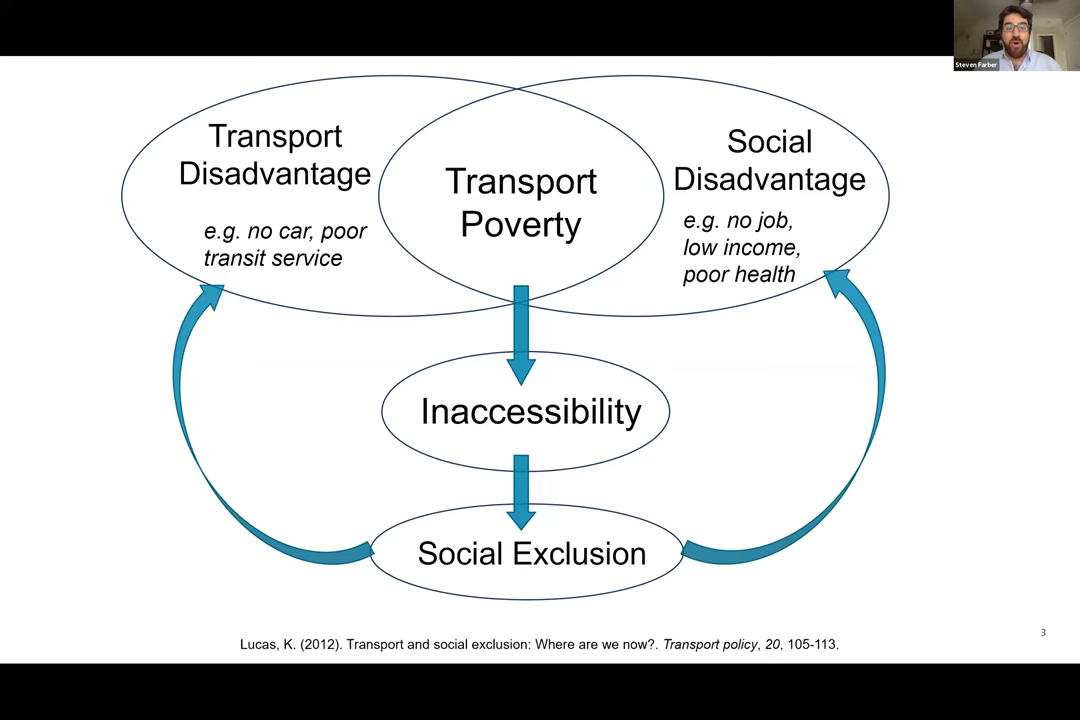 Steven Farber
Transport
Disadvantage
e.g. no car, poor
transit service
Transport
Poverty
Social
Disadvantage
e.g. no job,
low income,
poor health
Inaccessibility
Social Exclusion
3
Lucas, K. (2012). Transport and social exclusion: Where are we now?. Transport policy, 20, 105-113.